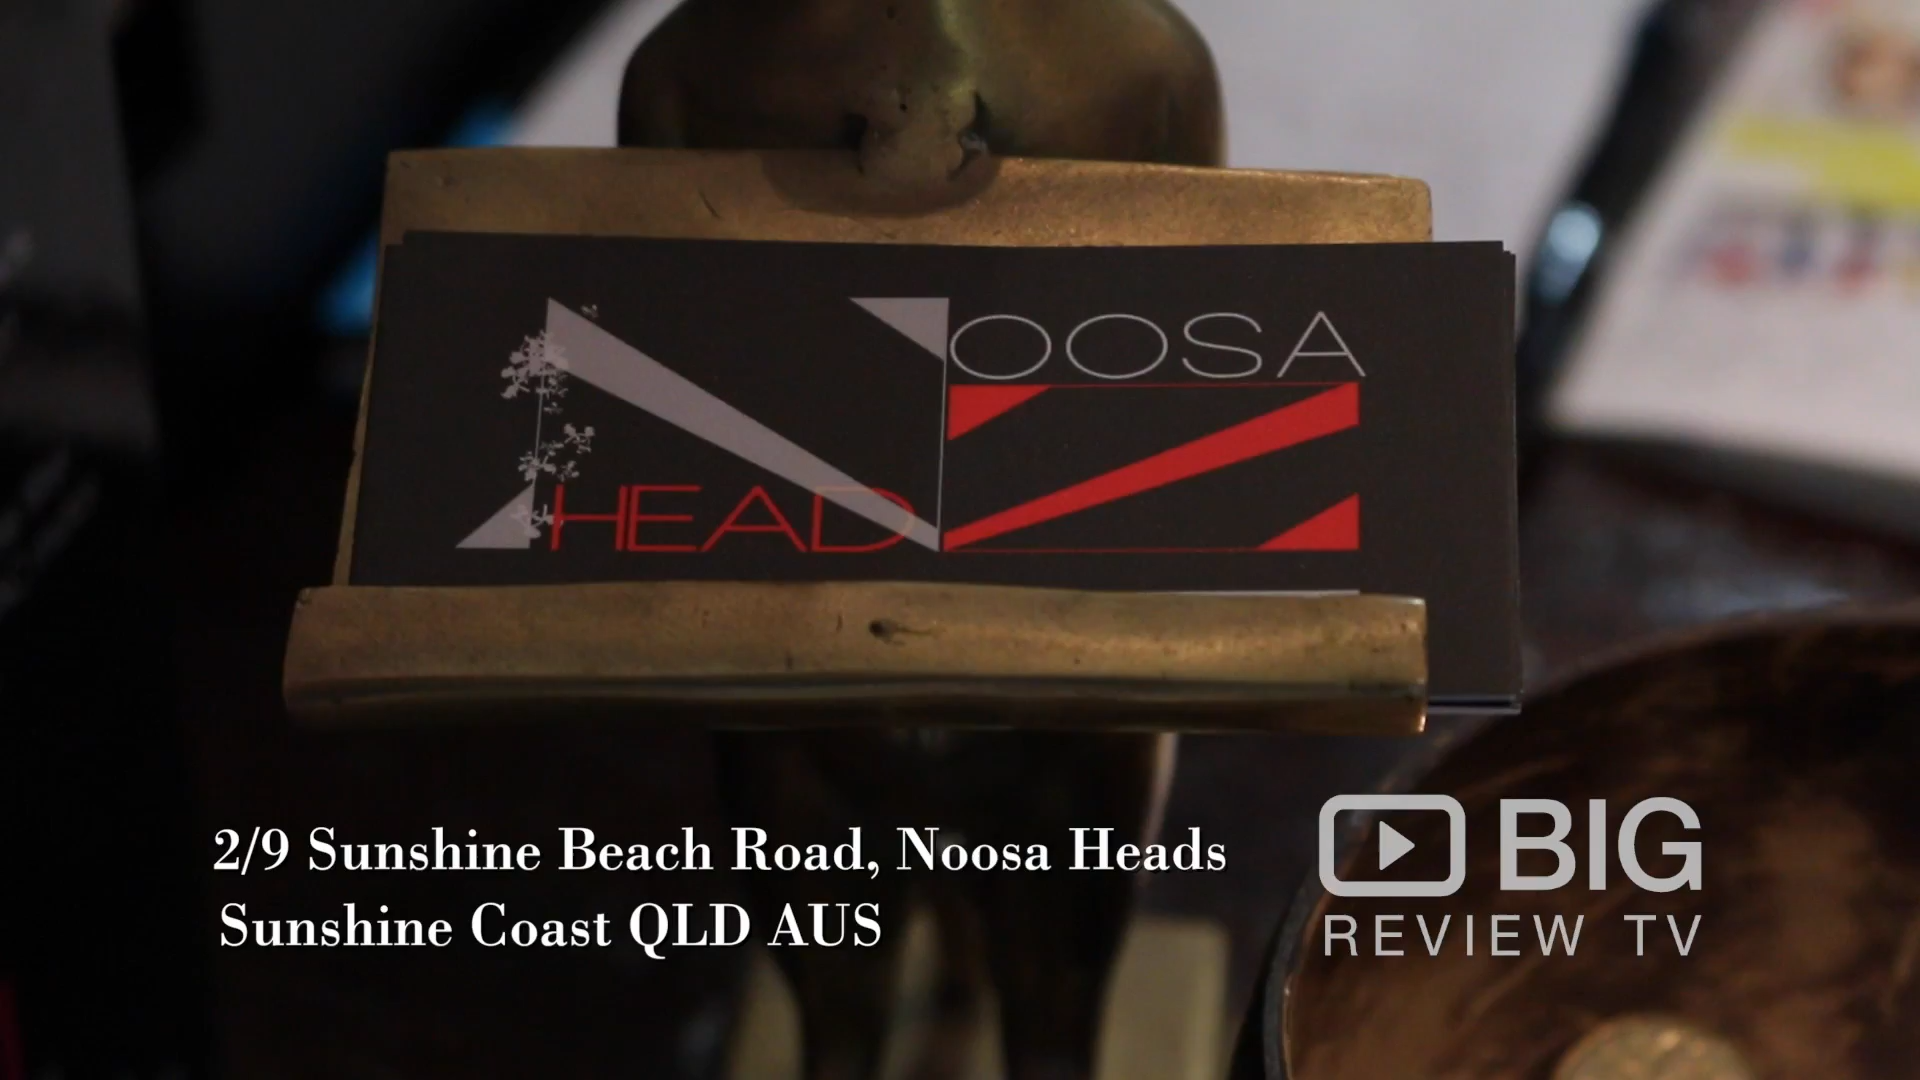 NOOSA
HEADZ
2/9 Sunshine Beach Road, Noosa Heads
Sunshine Coast QLD AUS
BIG
REVIEW TV